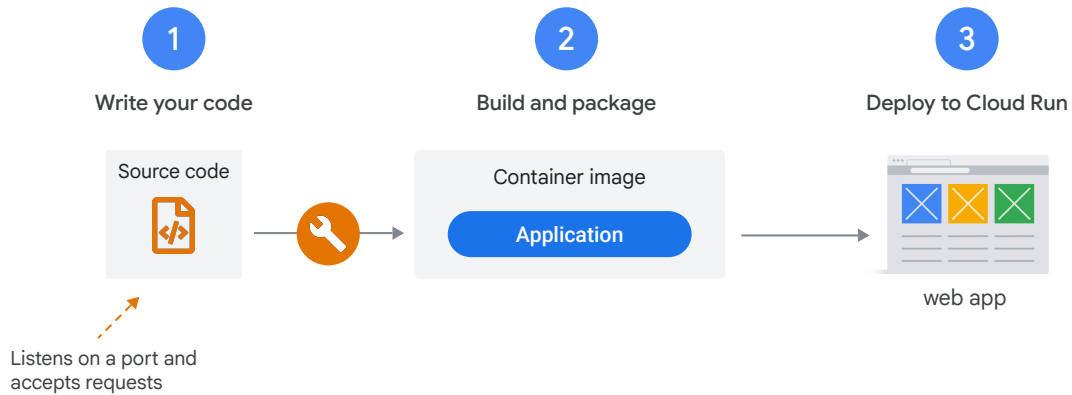 1
2
3
Write your code
Build and package
Deploy to Cloud Run
Source code
</>
Container image
Application
web app
Listens on a port and
accepts requests